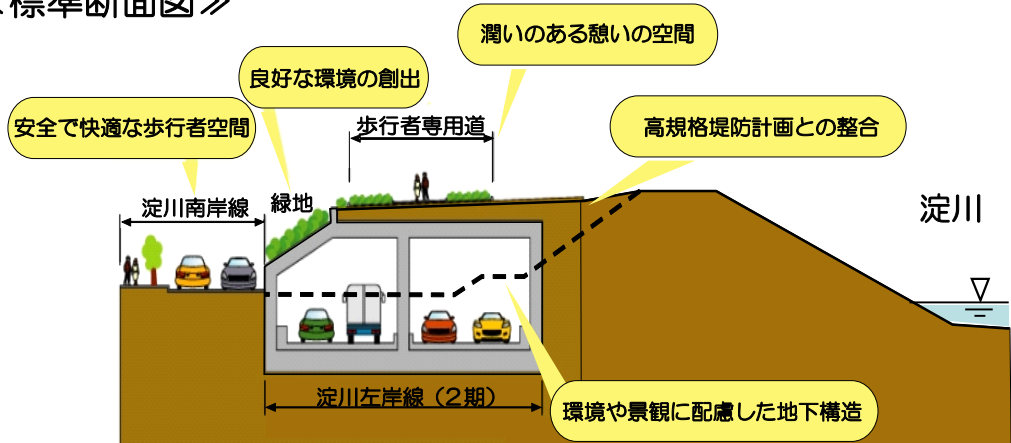 標準断面図≫
潤いのある憩いの空間
良好な環境の創出
安全で快適な歩行者空間
歩行者専用道
高規格堤防計画との整合
淀川南岸線
緑地
淀川
淀川左岸線（2期）
環境や景観に配慮した地下構造